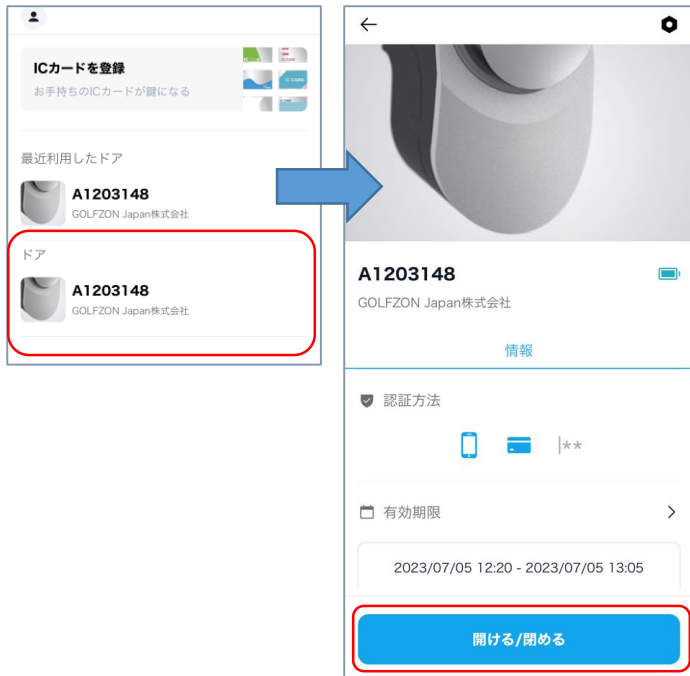 ICカードを登録
お手持ちのICカードが鍵になる
IC CARD
最近利用したドア
A1203148
GOLFZON Japan株式会社
ドア
A1203148
GOLFZON Japan株式会社
A1203148
GOLFZON Japan株式会社
情報
認証方法
|**
有効期限
2023/07/05 12:20 - 2023/07/05 13:05
開ける/閉める